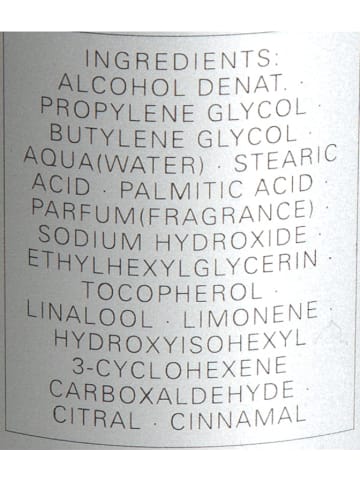 INGREDIENTS:
ALCOHOL DENAT. ·
PROPYLENE GLYCOL ·
BUTYLENE GLYCOL ·
AQUA(WATER) · STEARIC
ACID · PALMITIC ACID ·
PARFUM(FRAGRANCE) ·
SODIUM HYDROXIDE ·
ETHYLHEXYLGLYCERIN ·
TOCOPHEROL ·
LINALOOL · LIMONENE ·
HYDROXYISOHEXYL
3-CYCLOHEXENE
CARBOXALDEHYDE ·
CITRAL · CINNAMAL